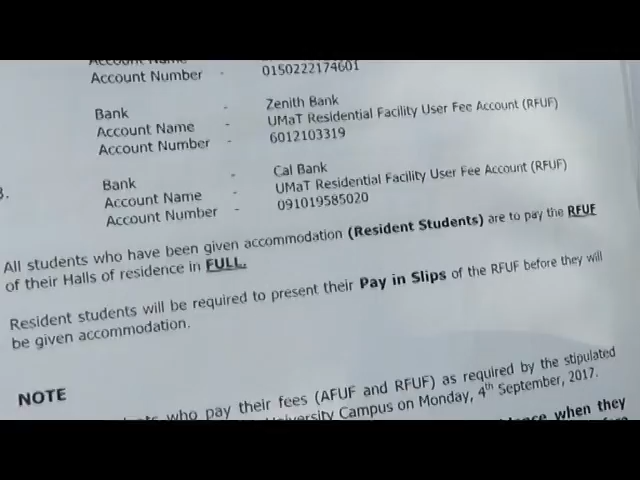 Account Name
Account Number - 0150222174601
Bank - Zenith Bank
Account Name - UMaT Residential Facility User Fee Account (RFUF)
Account Number - 6012103319
3.
Bank - Cal Bank
Account Name - UMaT Residential Facility User Fee Account (RFUF)
Account Number - 091019585020
All students who have been given accommodation (Resident Students) are to pay the RFUF
of their Halls of residence in FULL.
Resident students will be required to present their Pay in Slips of the RFUF before they will
be given accommodation.
NOTE
who pay their fees (AFUF and RFUF) as required by the stipulated
University Campus on Monday, 4th September, 2017.
when they